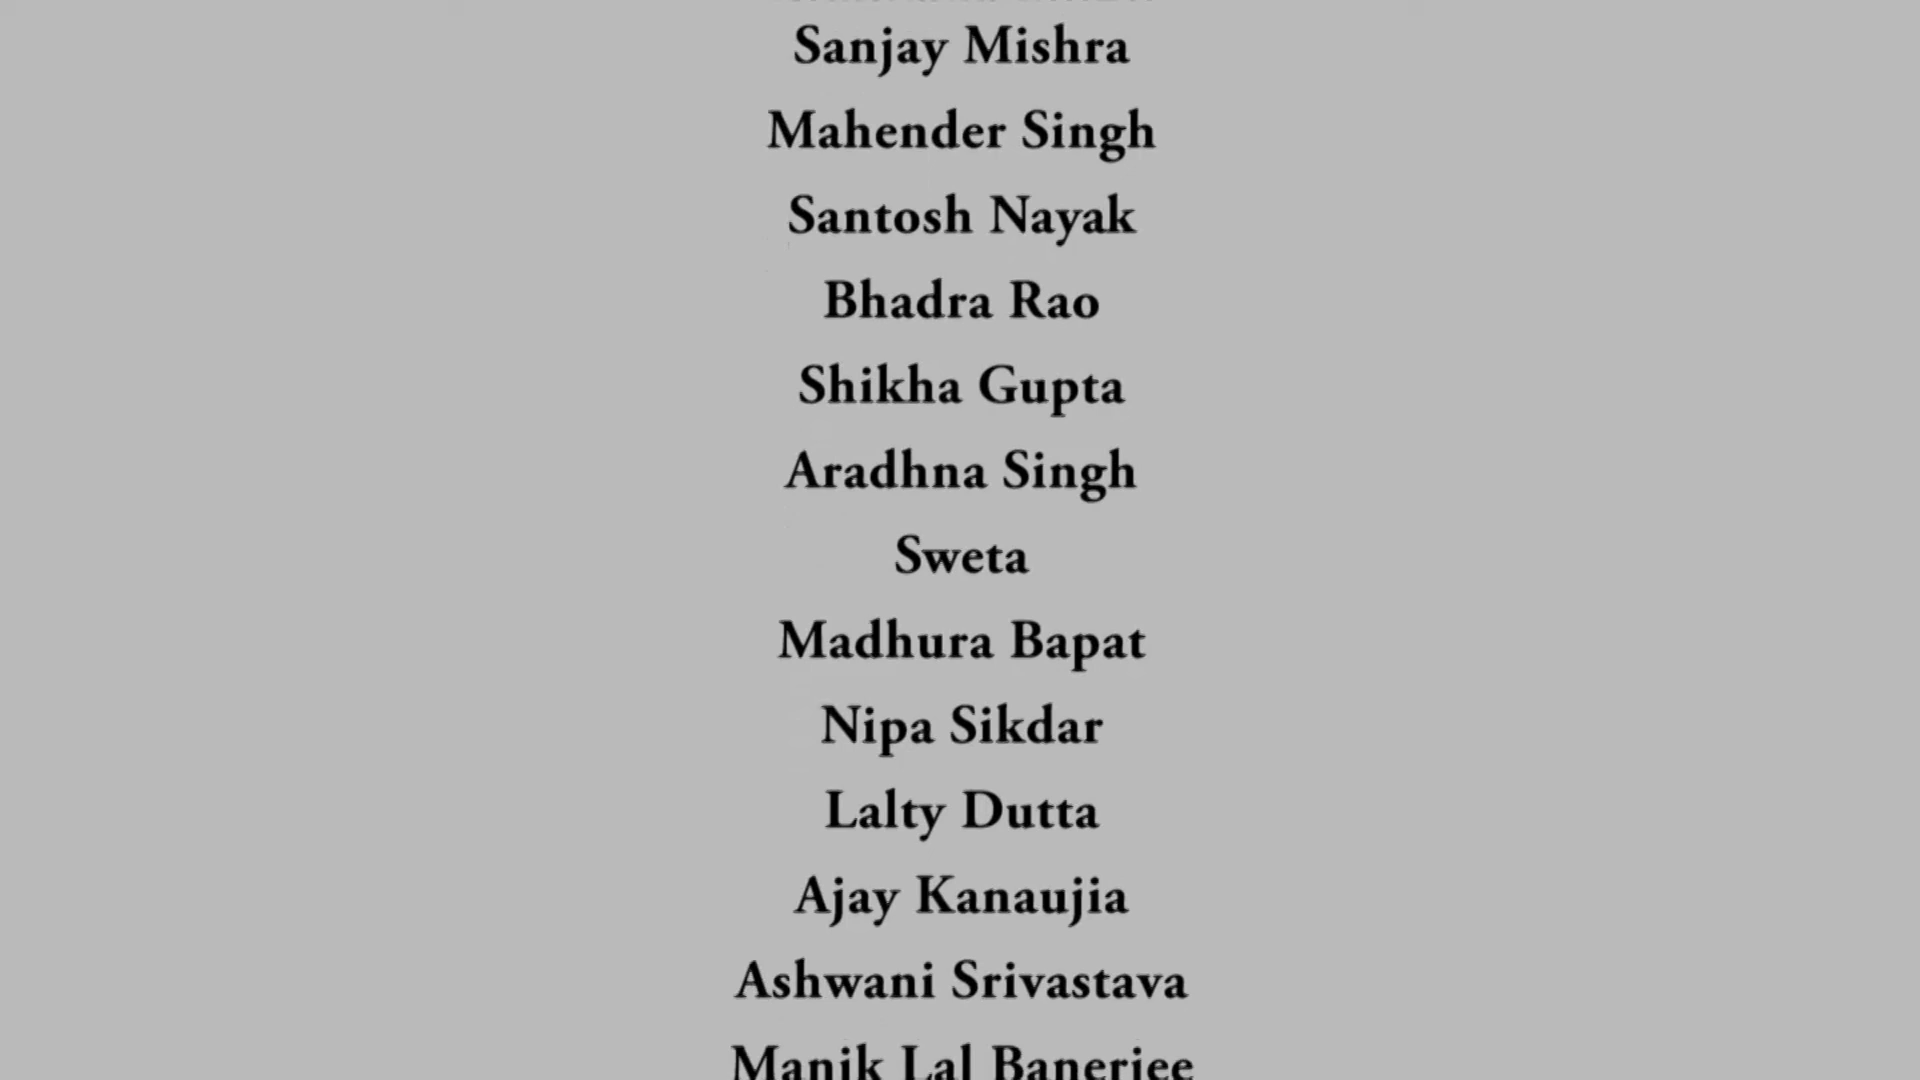 Sanjay Mishra
Mahender Singh
Santosh Nayak
Bhadra Rao
Shikha Gupta
Aradhna Singh
Sweta
Madhura Bapat
Nipa Sikdar
Lalty Dutta
Ajay Kanaujia
Ashwani Srivastava
Manik Lal Banerjee